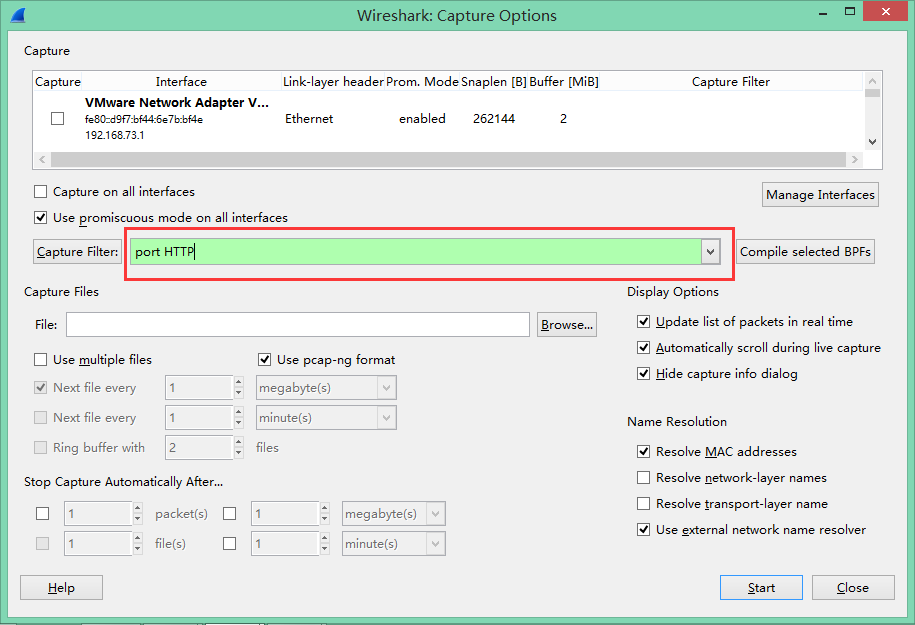 Wireshark: Capture Options
Capture
Capture Interface Link-layer header Prom. Mode Snaplen [B] Buffer [MiB] Capture Filter
VMware Network Adapter V...
fe80::d9f7:bf44:6e7b:bf4e
Ethernet enabled 262144 2
192.168.73.1
Capture on all interfaces
Manage Interfaces
Use promiscuous mode on all interfaces
Capture Filter: port HTTP Compile selected BPFs
Capture Files
Display Options
File: Browse...
Update list of packets in real time
Automatically scroll during live capture
Use multiple files Use pcap-ng format
Hide capture info dialog
Next file every 1 megabyte(s)
Next file every 1 minute(s)
Name Resolution
Ring buffer with 2 files
Resolve MAC addresses
Resolve network-layer names
Stop Capture Automatically After...
Resolve transport-layer name
1 packet(s) 1 megabyte(s)
Use external network name resolver
1 file(s) 1 minute(s)
Help Start Close